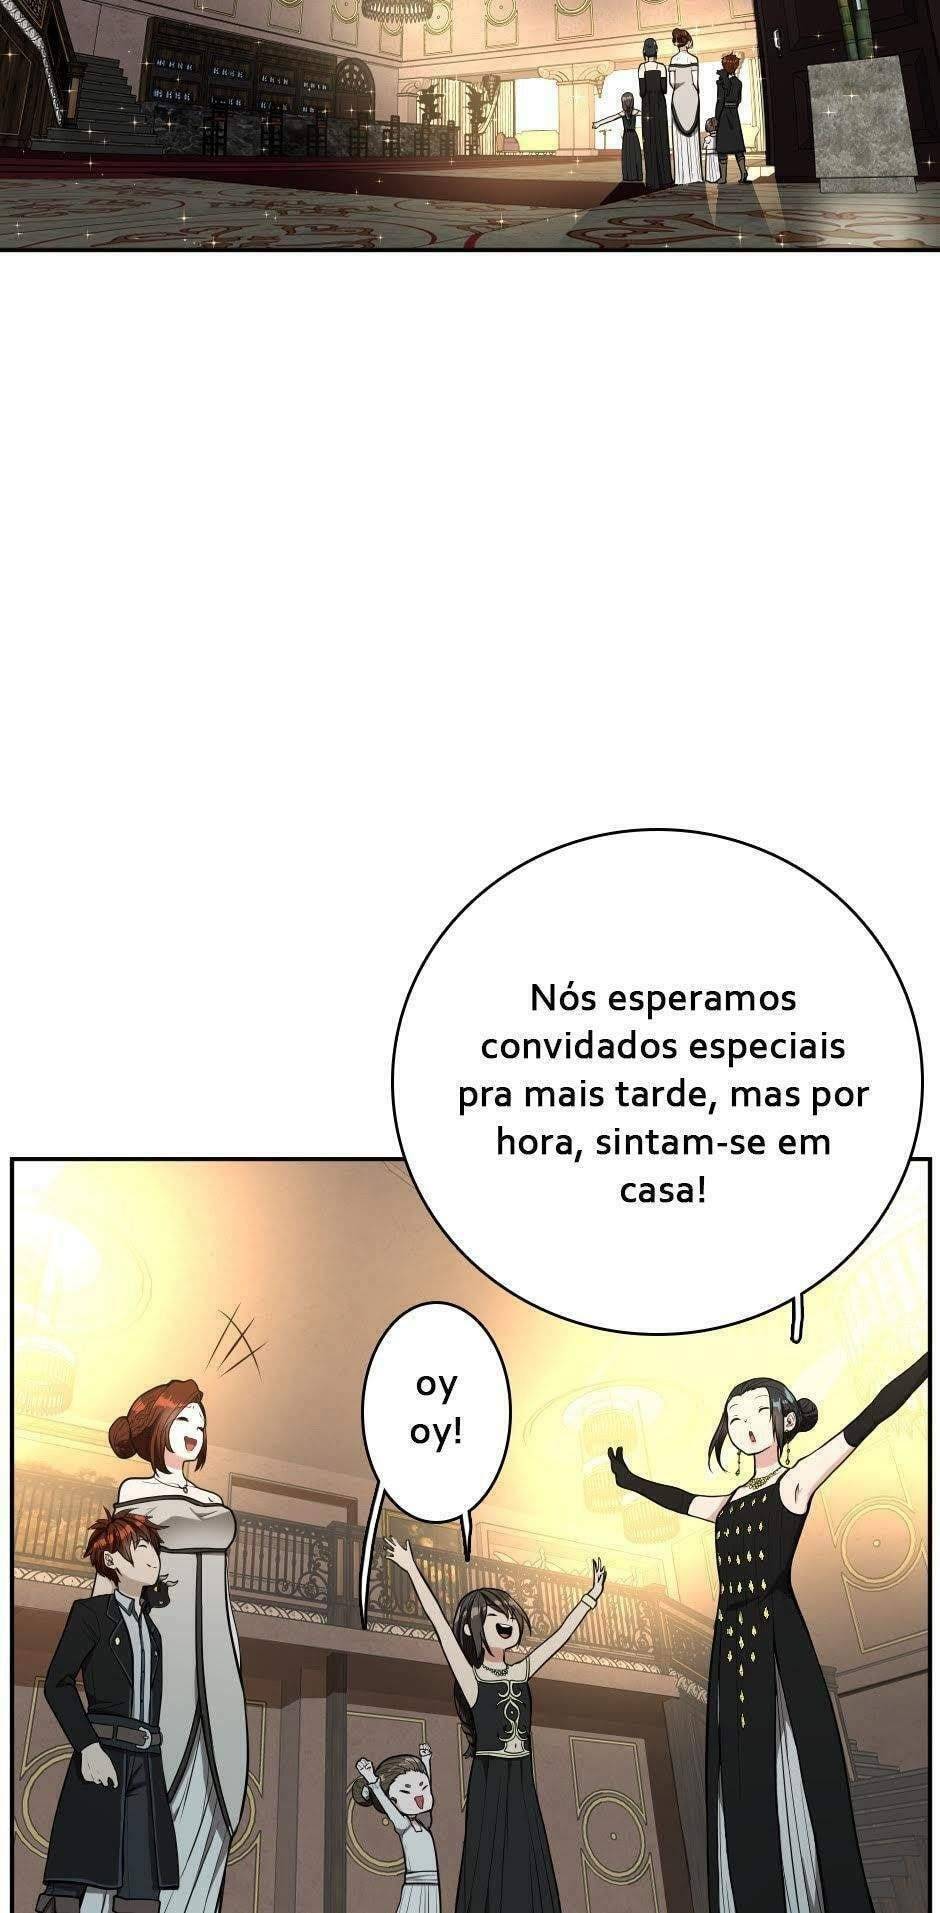 Nós esperamos
convidados especiais
pra mais tarde, mas por
hora, sintam-se em
casa!
oy
oy!